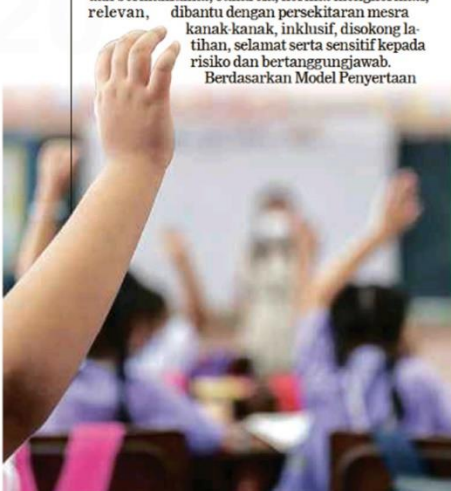 relevan, dibantu dengan persekitaran mesra
kanak-kanak, inklusif, disokong la-
tihan, selamat serta sensitif kepada
risiko dan bertanggungjawab.
Berdasarkan Model Penyertaan